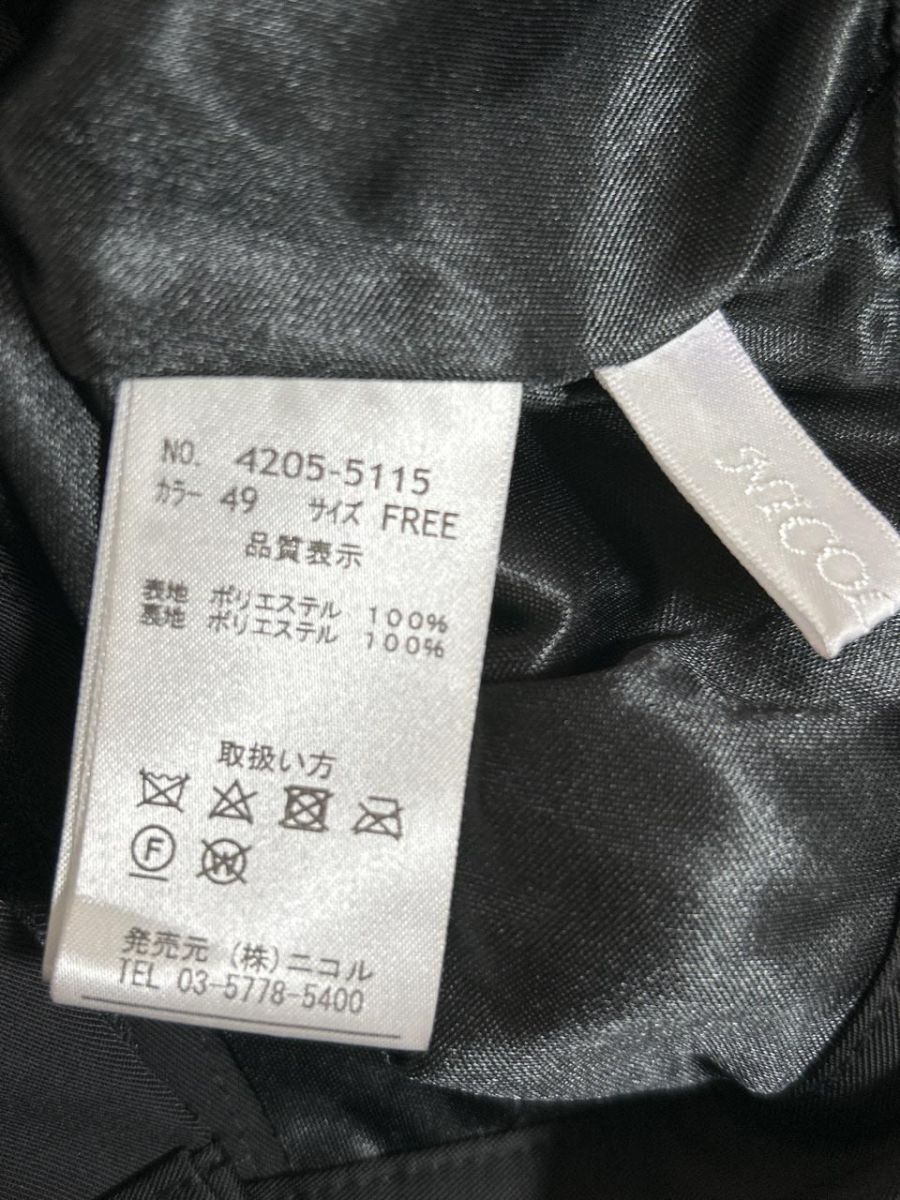 NO. 4205-5115
カラー 49 サイズ FREE
品質表示
表地 ポリエステル 100%
裏地 ポリエステル 100%
取扱い方
F
W
発売元 (株)ニコル
TEL 03-5778-5400
NICOL